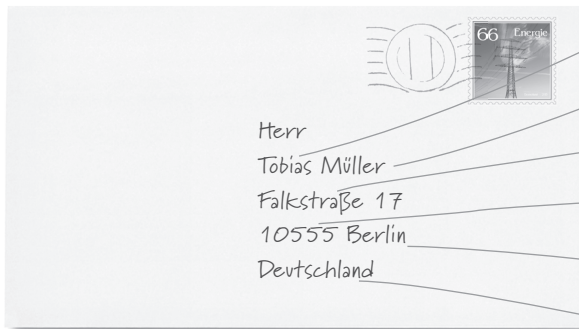 66 Energie
Herr
Tobias Müller
Falkstraße 17
10555 Berlin
Deutschland